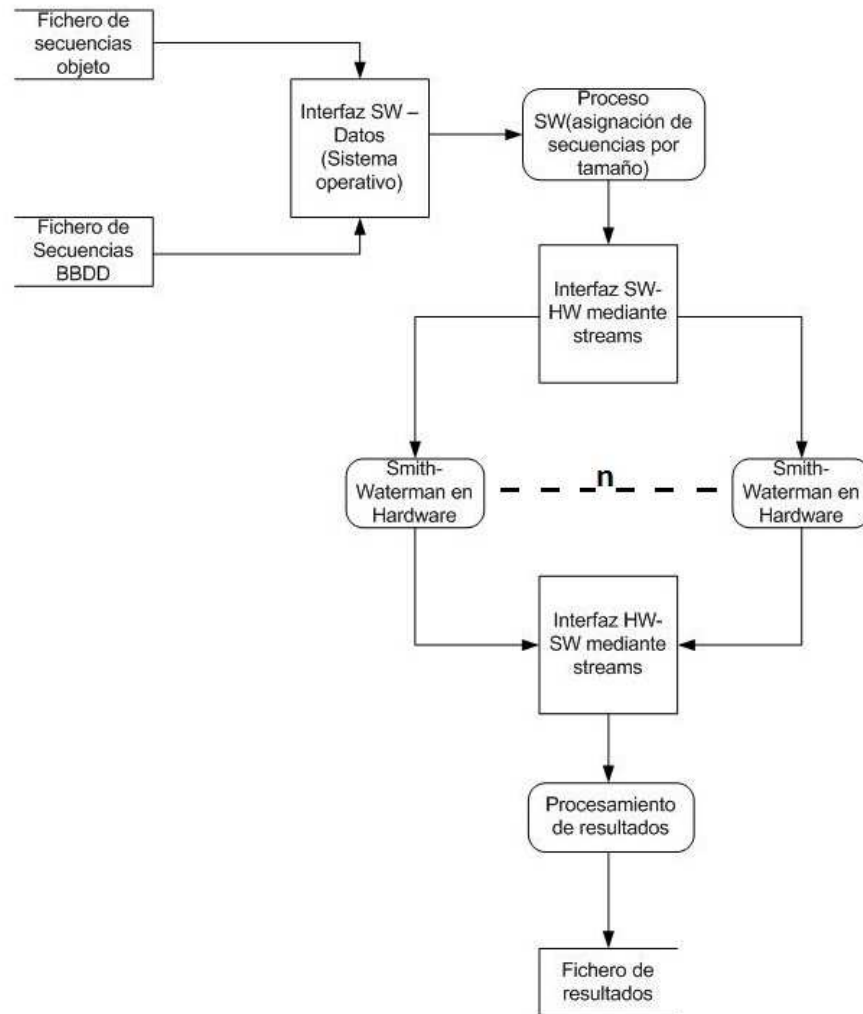 Fichero de
secuencias
objeto
Interfaz SW –
Datos
(Sistema
operativo)
Proceso
SW(asignación de
secuencias por
tamaño)
Fichero de
Secuencias
BBDD
Interfaz SW-
HW mediante
streams
Smith-
Waterman en
Hardware
n
Smith-
Waterman en
Hardware
Interfaz HW-
SW mediante
streams
Procesamiento
de resultados
Fichero de
resultados